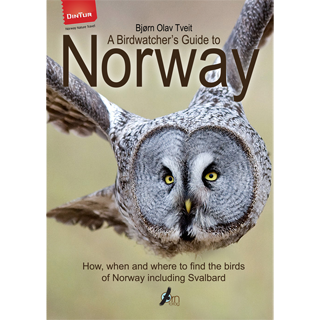 DINTUR
Bjørn Olav Tveit
A Birdwatcher's Guide to
Norway
How, when and where to find the birds
of Norway including Svalbard